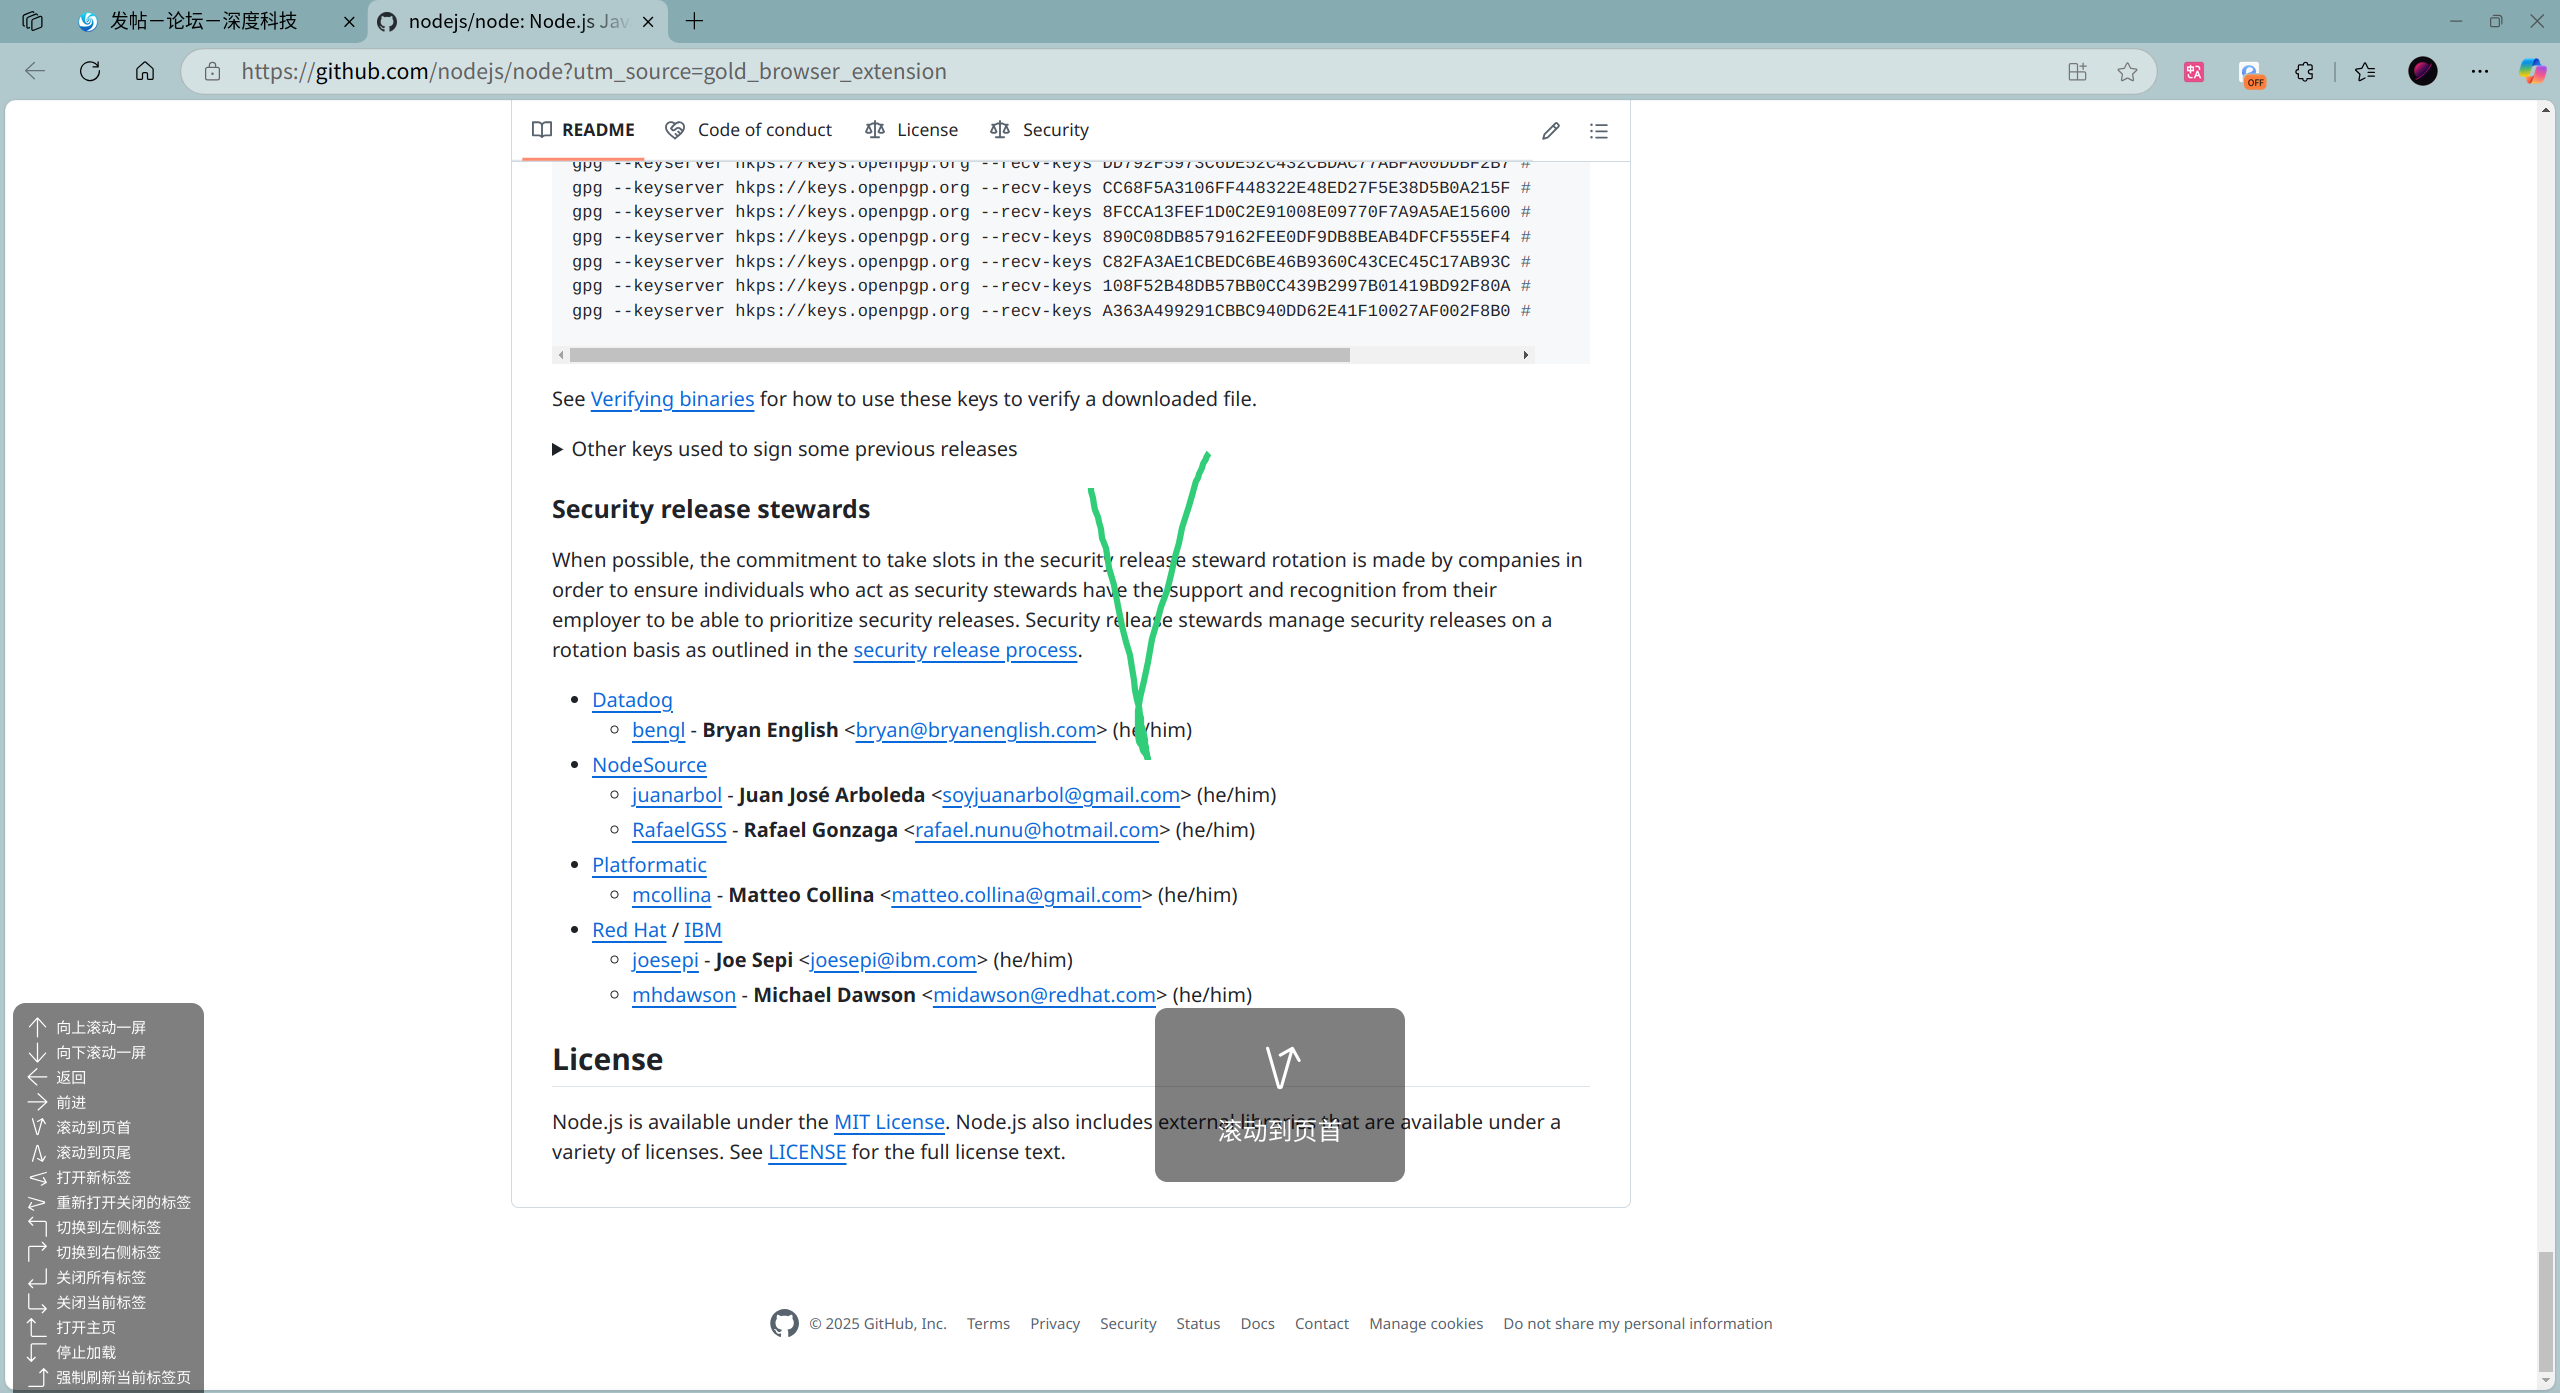 发帖－论坛－深度科技
nodejs/node: Node.js Jav
https://github.com/nodejs/node?utm_source=gold_browser_extension
OFF
README
Code of conduct
License
Security
gpg --keyserver hkps://keys.openpgp.org --recv-keys DD792F5973C6DE52C432CBDAC77ABFA00DDBF2B7 #
gpg --keyserver hkps://keys.openpgp.org --recv-keys CC68F5A3106FF448322E48ED27F5E38D5B0A215F #
gpg --keyserver hkps://keys.openpgp.org --recv-keys 8FCCA13FEF1D0C2E91008E09770F7A9A5AE15600 #
gpg --keyserver hkps://keys.openpgp.org --recv-keys 890C08DB8579162FEE0DF9DB8BEAB4DFCF555EF4 #
gpg --keyserver hkps://keys.openpgp.org --recv-keys C82FA3AE1CBEDC6BE46B9360C43CEC45C17AB93C #
gpg --keyserver hkps://keys.openpgp.org --recv-keys 108F52B48DB57BB0CC439B2997B01419BD92F80A #
gpg --keyserver hkps://keys.openpgp.org --recv-keys A363A499291CBBC940DD62E41F10027AF002F8B0 #
See Verifying binaries for how to use these keys to verify a downloaded file.
Other keys used to sign some previous releases
Security release stewards
When possible, the commitment to take slots in the security release steward rotation is made by companies in
order to ensure individuals who act as security stewards have the support and recognition from their
employer to be able to prioritize security releases. Security release stewards manage security releases on a
rotation basis as outlined in the security release process.
Datadog
bengl - Bryan English <bryan@bryanenglish.com> (he/him)
NodeSource
juanarbol - Juan José Arboleda <soyjuanarbol@gmail.com> (he/him)
RafaelGSS - Rafael Gonzaga <rafael.nunu@hotmail.com> (he/him)
Platformatic
mcollina - Matteo Collina <matteo.collina@gmail.com> (he/him)
Red Hat / IBM
joesepi - Joe Sepi <joesepi@ibm.com> (he/him)
mhdawson - Michael Dawson <midawson@redhat.com> (he/him)
License
Node.js is available under the MIT License. Node.js also includes external libraries that are available under a
variety of licenses. See LICENSE for the full license text.
滚动到页首
向上滚动一屏
向下滚动一屏
返回
前进
滚动到页首
滚动到页尾
打开新标签
重新打开关闭的标签
切换到左侧标签
切换到右侧标签
关闭所有标签
关闭当前标签
打开主页
停止加载
强制刷新当前标签页
© 2025 GitHub, Inc.
Terms
Privacy
Security
Status
Docs
Contact
Manage cookies
Do not share my personal information